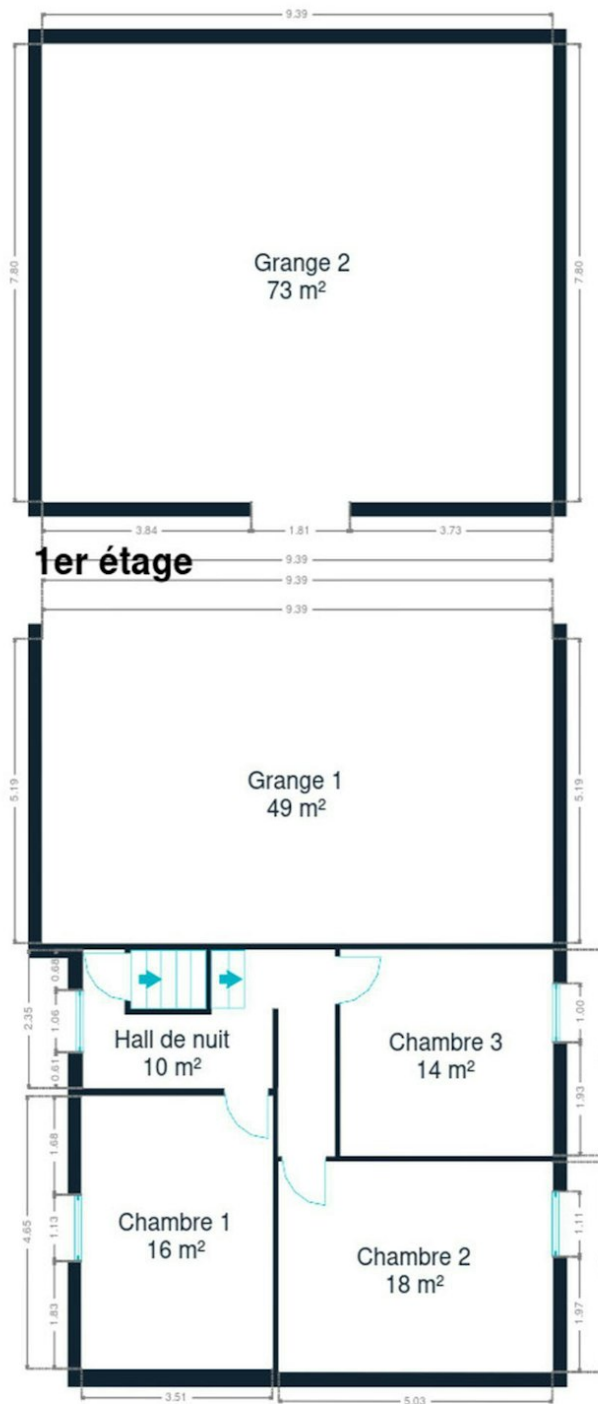 9.39
Grange 2
73 m²
7.80
7.80
3.84
1.81
3.73
9.39
1er étage
9.39
9.39
5.19
5.19
Grange 1
49 m²
0.68
1.06
0.61
2.35
Hall de nuit
10 m²
Chambre 3
14 m²
1.00
1.93
4.65
1.68
1.13
1.83
Chambre 1
16 m²
Chambre 2
18 m²
1.11
1.97
3.51
5.03